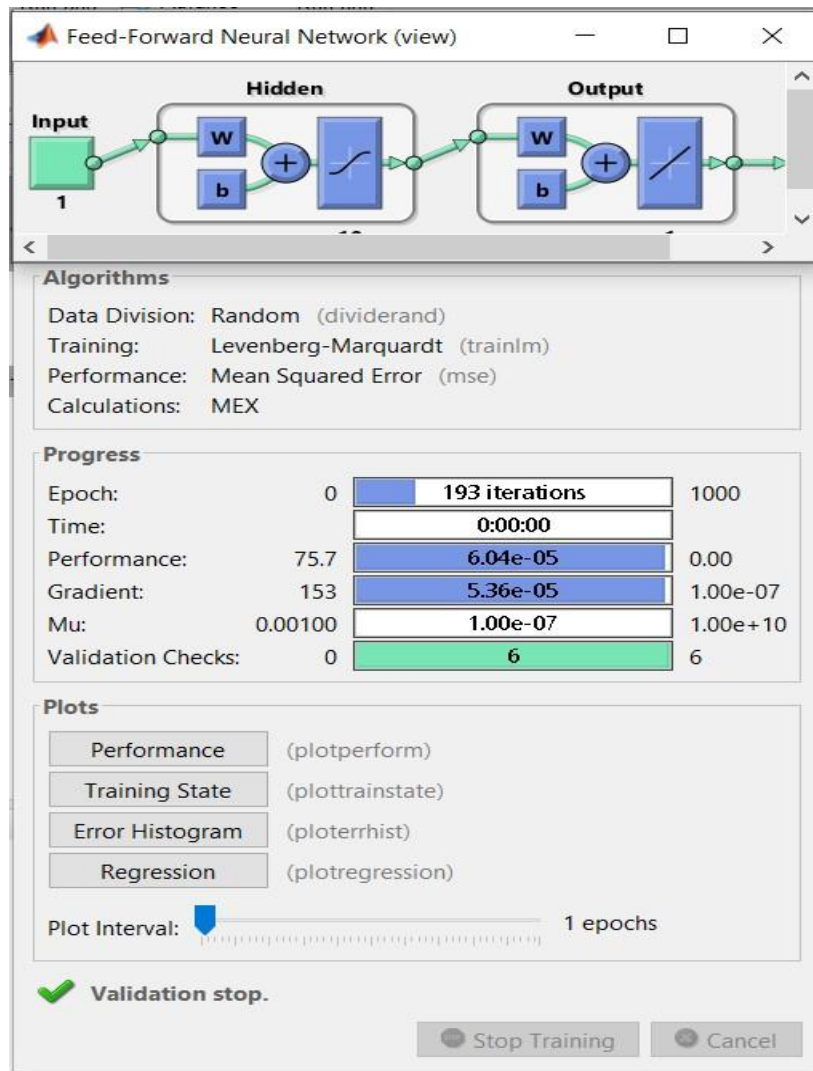 Feed-Forward Neural Network (view)
Hidden
Output
Input
W
W
b
b
1
Algorithms
Data Division: Random (dividerand)
Training: Levenberg-Marquardt (trainlm)
Performance: Mean Squared Error (mse)
Calculations: MEX
Progress
Epoch: 0 193 iterations 1000
Time: 0:00:00
Performance: 75.7 6.04e-05 0.00
Gradient: 153 5.36e-05 1.00e-07
Mu: 0.00100 1.00e-07 1.00e+10
Validation Checks: 0 6 6
Plots
Performance (plotperform)
Training State (plottrainstate)
Error Histogram (ploterrhist)
Regression (plotregression)
Plot Interval: 1 epochs
Validation stop.
Stop Training Cancel